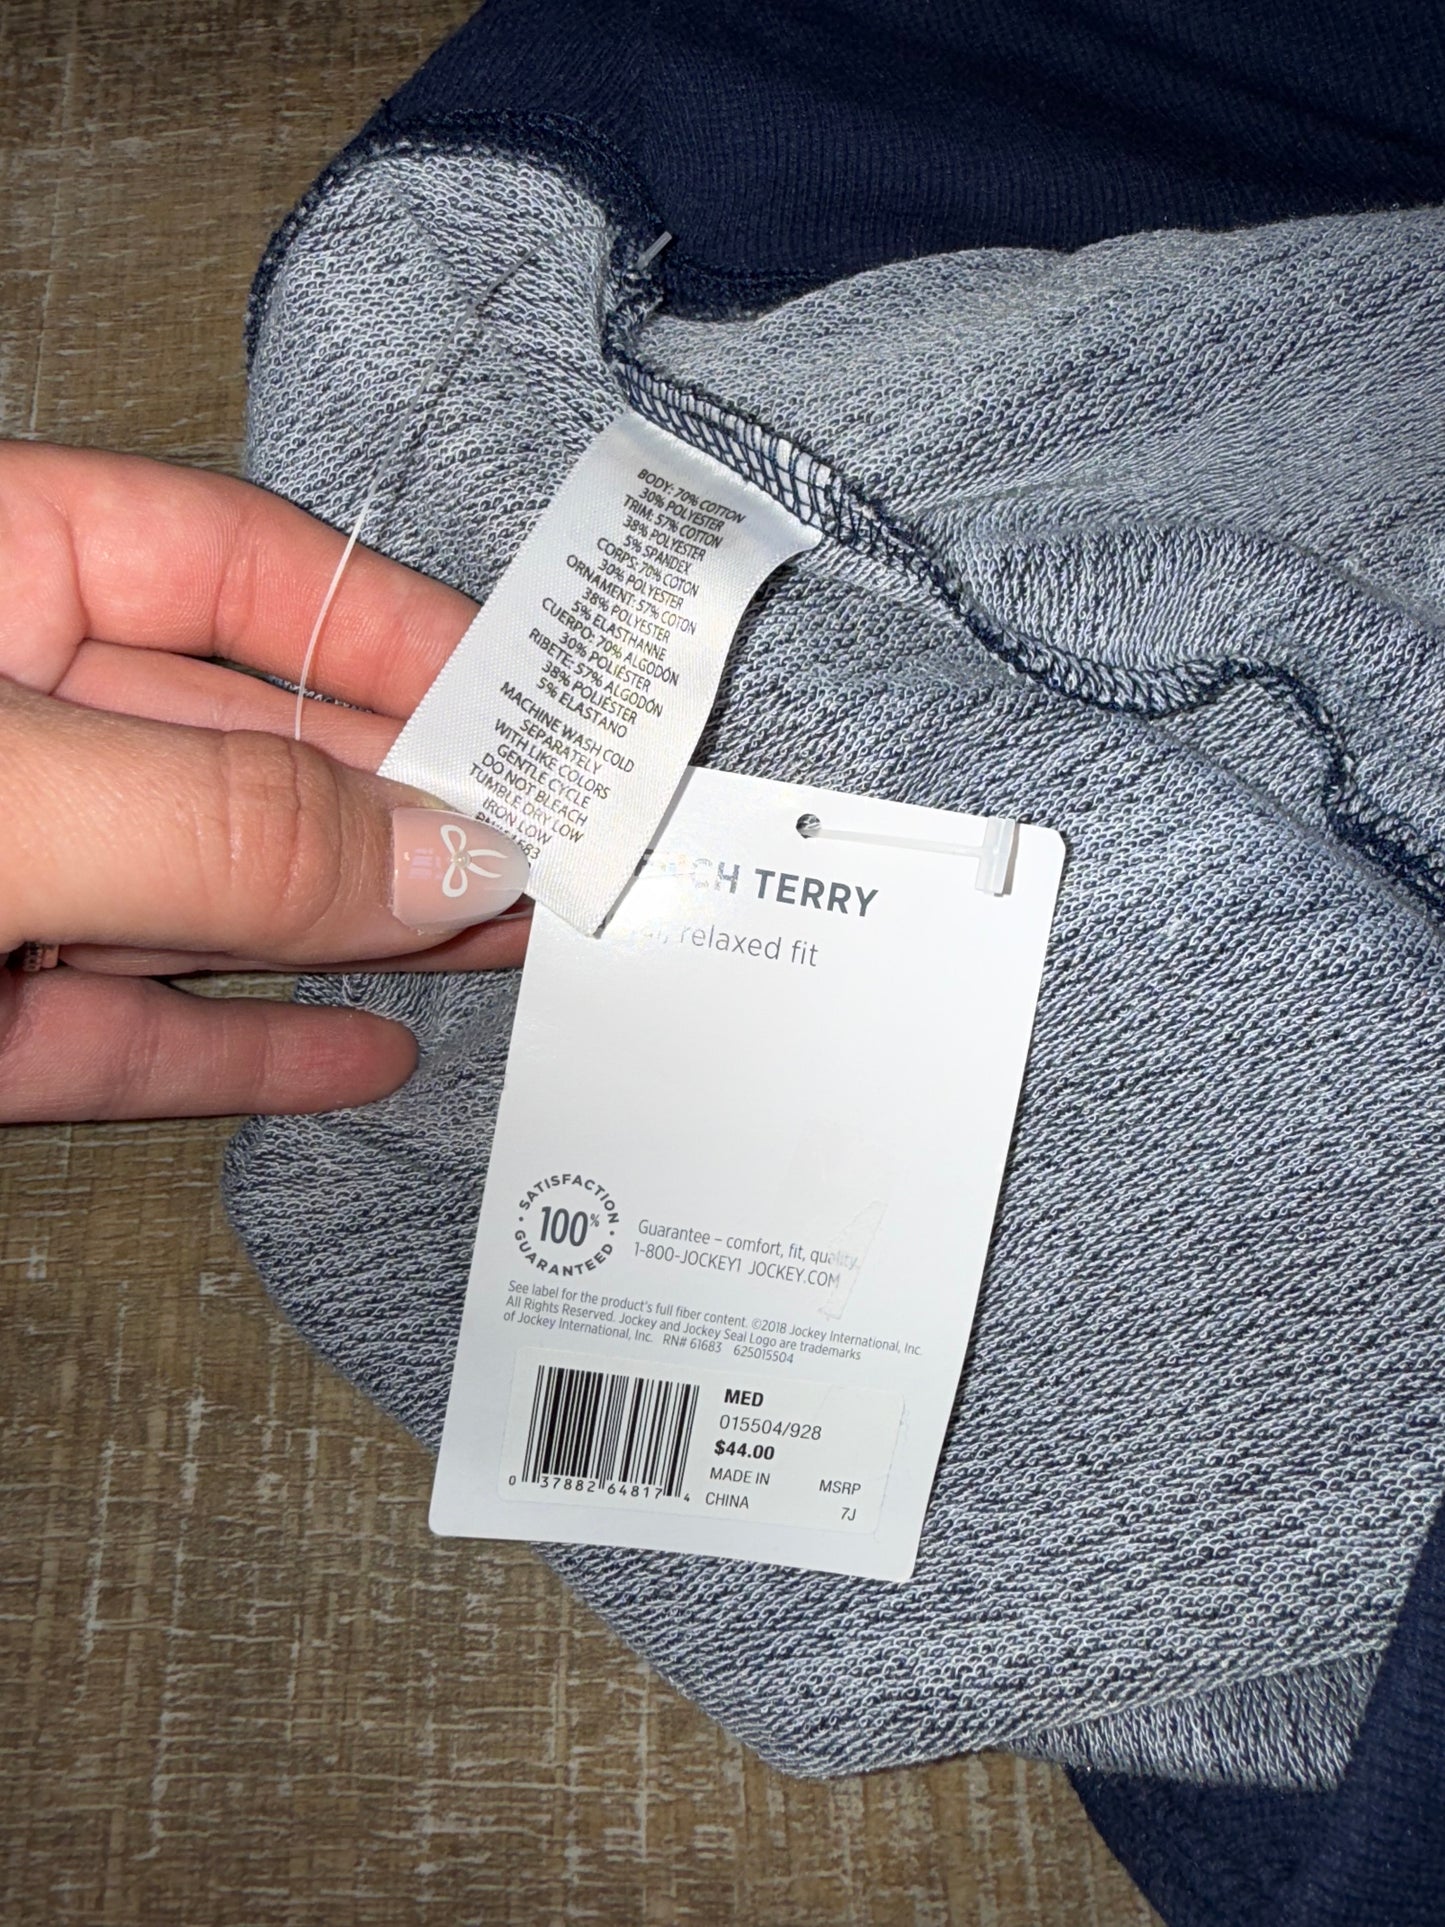 BODY: 70% COTTON
30% POLYESTER
TRIM: 57% COTTON
38% POLYESTER
5% SPANDEX
CORPS: 70% COTON
30% POLYESTER
ORNAMENT: 57% COTON
38% POLYESTER
5% ELASTHANNE
CUERPO: 70% ALGODÓN
30% POLIÉSTER
RIBETE: 57% ALGODÓN
38% POLIÉSTER
5% ELASTANO
MACHINE WASH COLD
SEPARATELY
WITH LIKE COLORS
GENTLE CYCLE
DO NOT BLEACH
TUMBLE DRY LOW
IRON LOW
TERRY
relaxed fit
SATISFACTION
100%
GUARANTEED
Guarantee – comfort, fit, quality.
1-800-JOCKEY1 JOCKEY.COM
See label for the product's full fiber content. ©2018 Jockey International, Inc.
All Rights Reserved. Jockey and Jockey Seal Logo are trademarks
of Jockey International, Inc. RN# 61683 625015504
MED
015504/928
$44.00
MADE IN MSRP
CHINA 7J
0 37882 64817 4